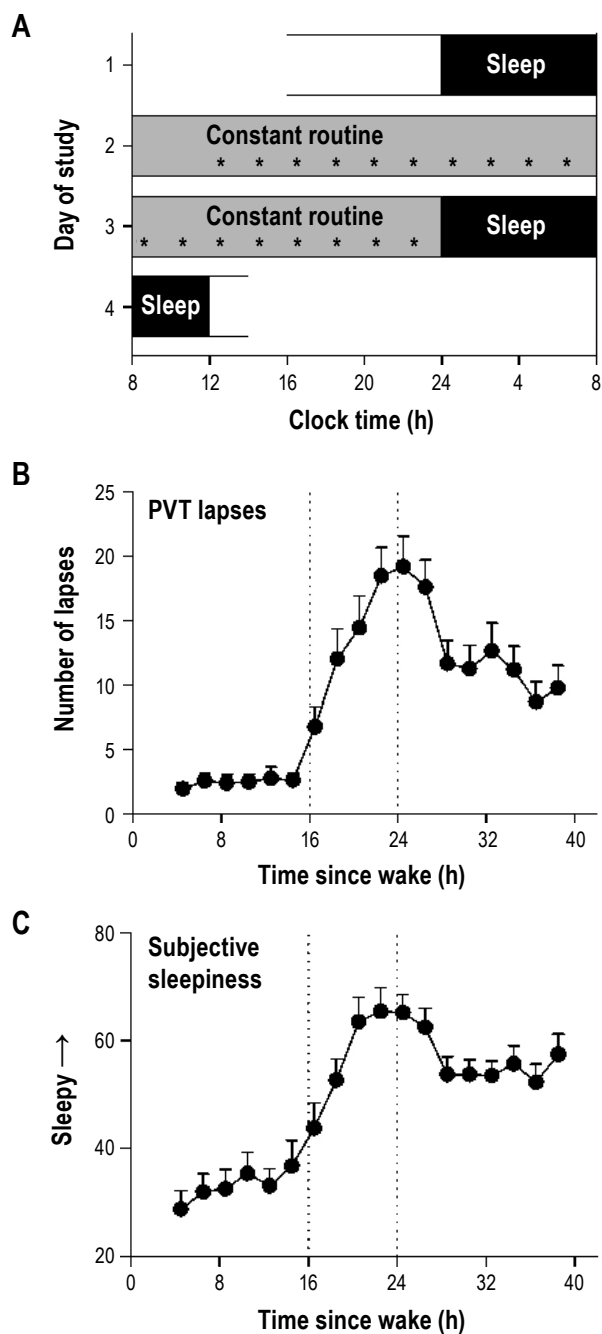 A
Day of study
1
Sleep
2
Constant routine
* * * * * * * * * *
3
Constant routine
* * * * * * * *
Sleep
4
Sleep
8 12 16 20 24 4 8
Clock time (h)
B
PVT lapses
Number of lapses
25
20
15
10
5
0
0 8 16 24 32 40
Time since wake (h)
C
Subjective
sleepiness
Sleepy →
80
60
40
20
0 8 16 24 32 40
Time since wake (h)